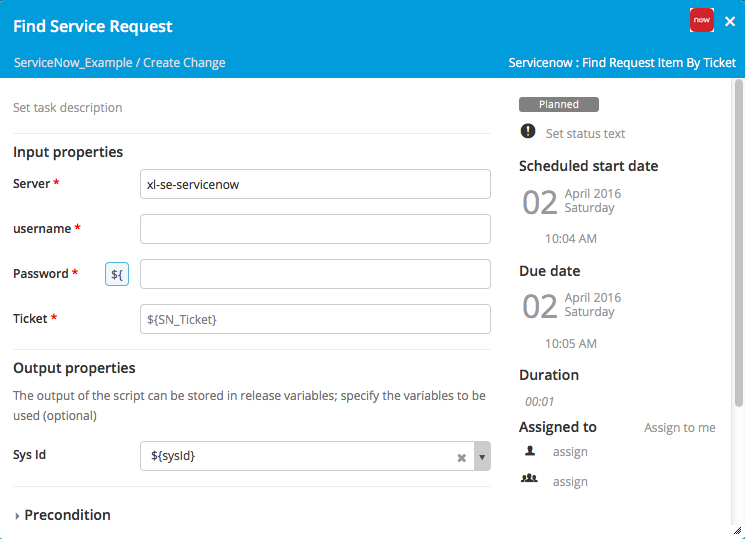 Find Service Request
now
×
ServiceNow_Example / Create Change
Servicenow : Find Request Item By Ticket
Set task description
Input properties
Server *
xl-se-servicenow
username *
Password *
${
Ticket *
${SN_Ticket}
Output properties
The output of the script can be stored in release variables; specify the variables to be
used (optional)
Sys Id
${sysId}
Precondition
Planned
Set status text
Scheduled start date
02
April 2016
Saturday
10:04 AM
Due date
02
April 2016
Saturday
10:05 AM
Duration
00:01
Assigned to
Assign to me
assign
assign